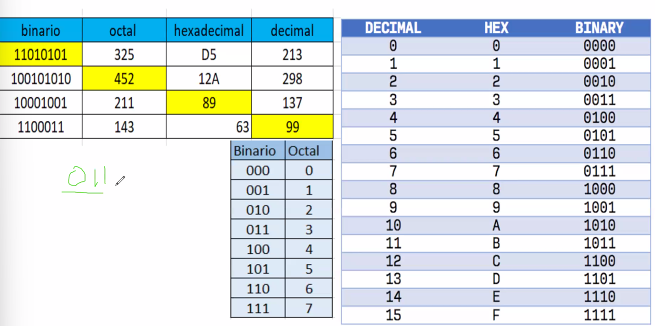 binario octal hexadecimal decimal
11010101 325 D5 213
100101010 452 12A 298
10001001 211 89 137
1100011 143 63 99
Binario Octal
000 0
001 1
010 2
011 3
100 4
101 5
110 6
111 7
011
DECIMAL HEX BINARY
0 0 0000
1 1 0001
2 2 0010
3 3 0011
4 4 0100
5 5 0101
6 6 0110
7 7 0111
8 8 1000
9 9 1001
10 A 1010
11 B 1011
12 C 1100
13 D 1101
14 E 1110
15 F 1111